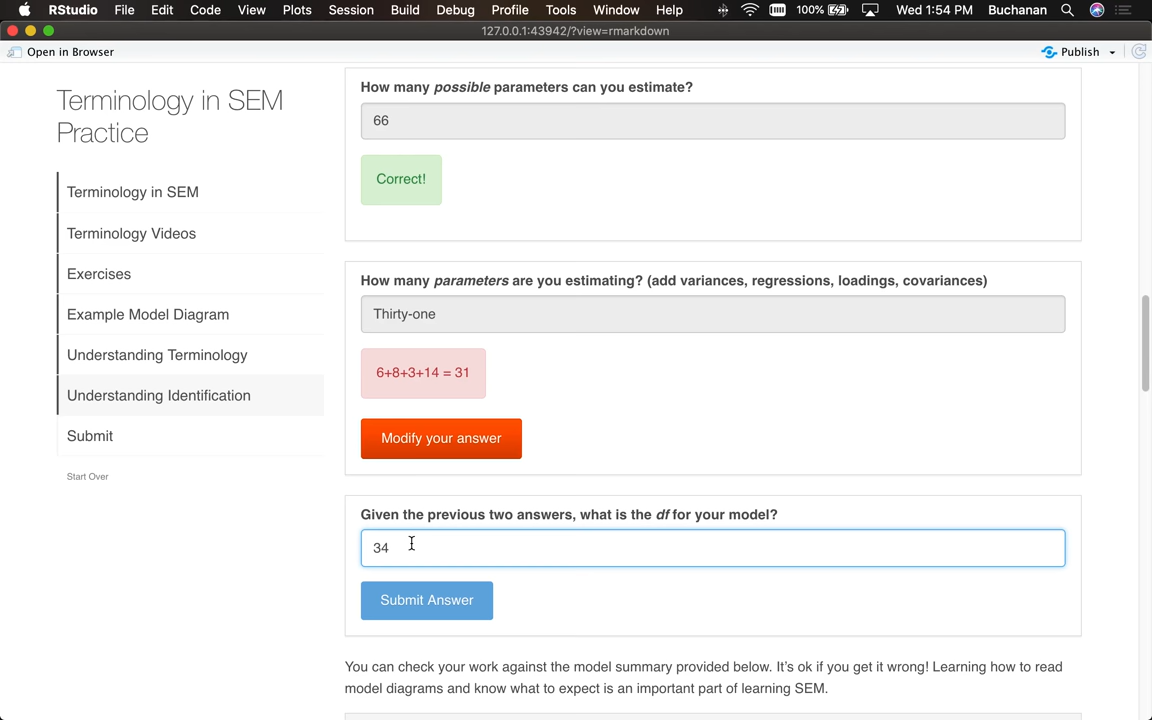 RStudio File Edit Code View Plots Session Build Debug Profile Tools Window Help 100% Wed 1:54 PM Buchanan
127.0.0.1:43942/?view=rmarkdown
Open in Browser Publish
Terminology in SEM
Practice
Terminology in SEM
Terminology Videos
Exercises
Example Model Diagram
Understanding Terminology
Understanding Identification
Submit
Start Over
How many possible parameters can you estimate?
66
Correct!
How many parameters are you estimating? (add variances, regressions, loadings, covariances)
Thirty-one
6+8+3+14 = 31
Modify your answer
Given the previous two answers, what is the df for your model?
34
Submit Answer
You can check your work against the model summary provided below. It's ok if you get it wrong! Learning how to read
model diagrams and know what to expect is an important part of learning SEM.